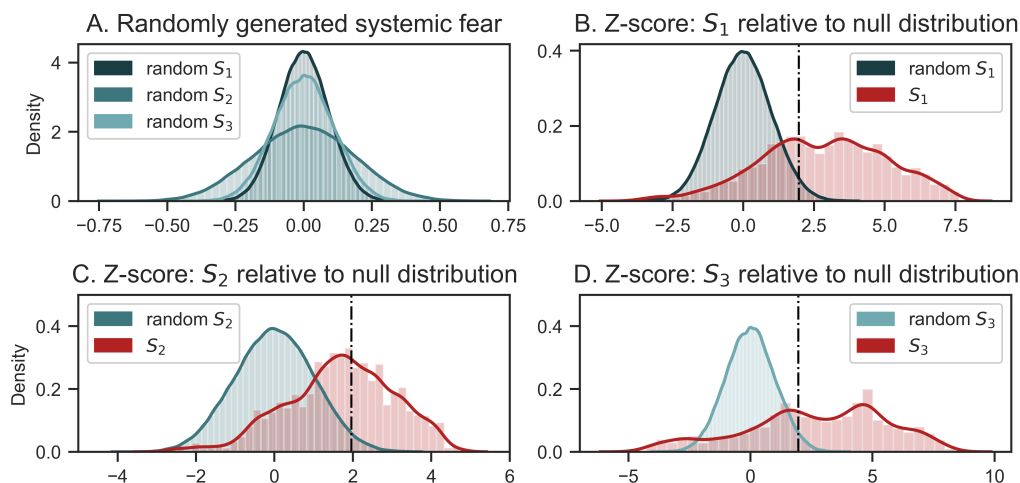 A. Randomly generated systemic fear
random S₁
random S₂
random S₃
Density
4
2
0
−0.75 −0.50 −0.25 0.00 0.25 0.50 0.75
B. Z-score: S₁ relative to null distribution
random S₁
S₁
0.4
0.2
0.0
−5.0 −2.5 0.0 2.5 5.0 7.5
C. Z-score: S₂ relative to null distribution
random S₂
S₂
Density
0.4
0.2
0.0
−4 −2 0 2 4 6
D. Z-score: S₃ relative to null distribution
random S₃
S₃
0.4
0.2
0.0
−5 0 5 10